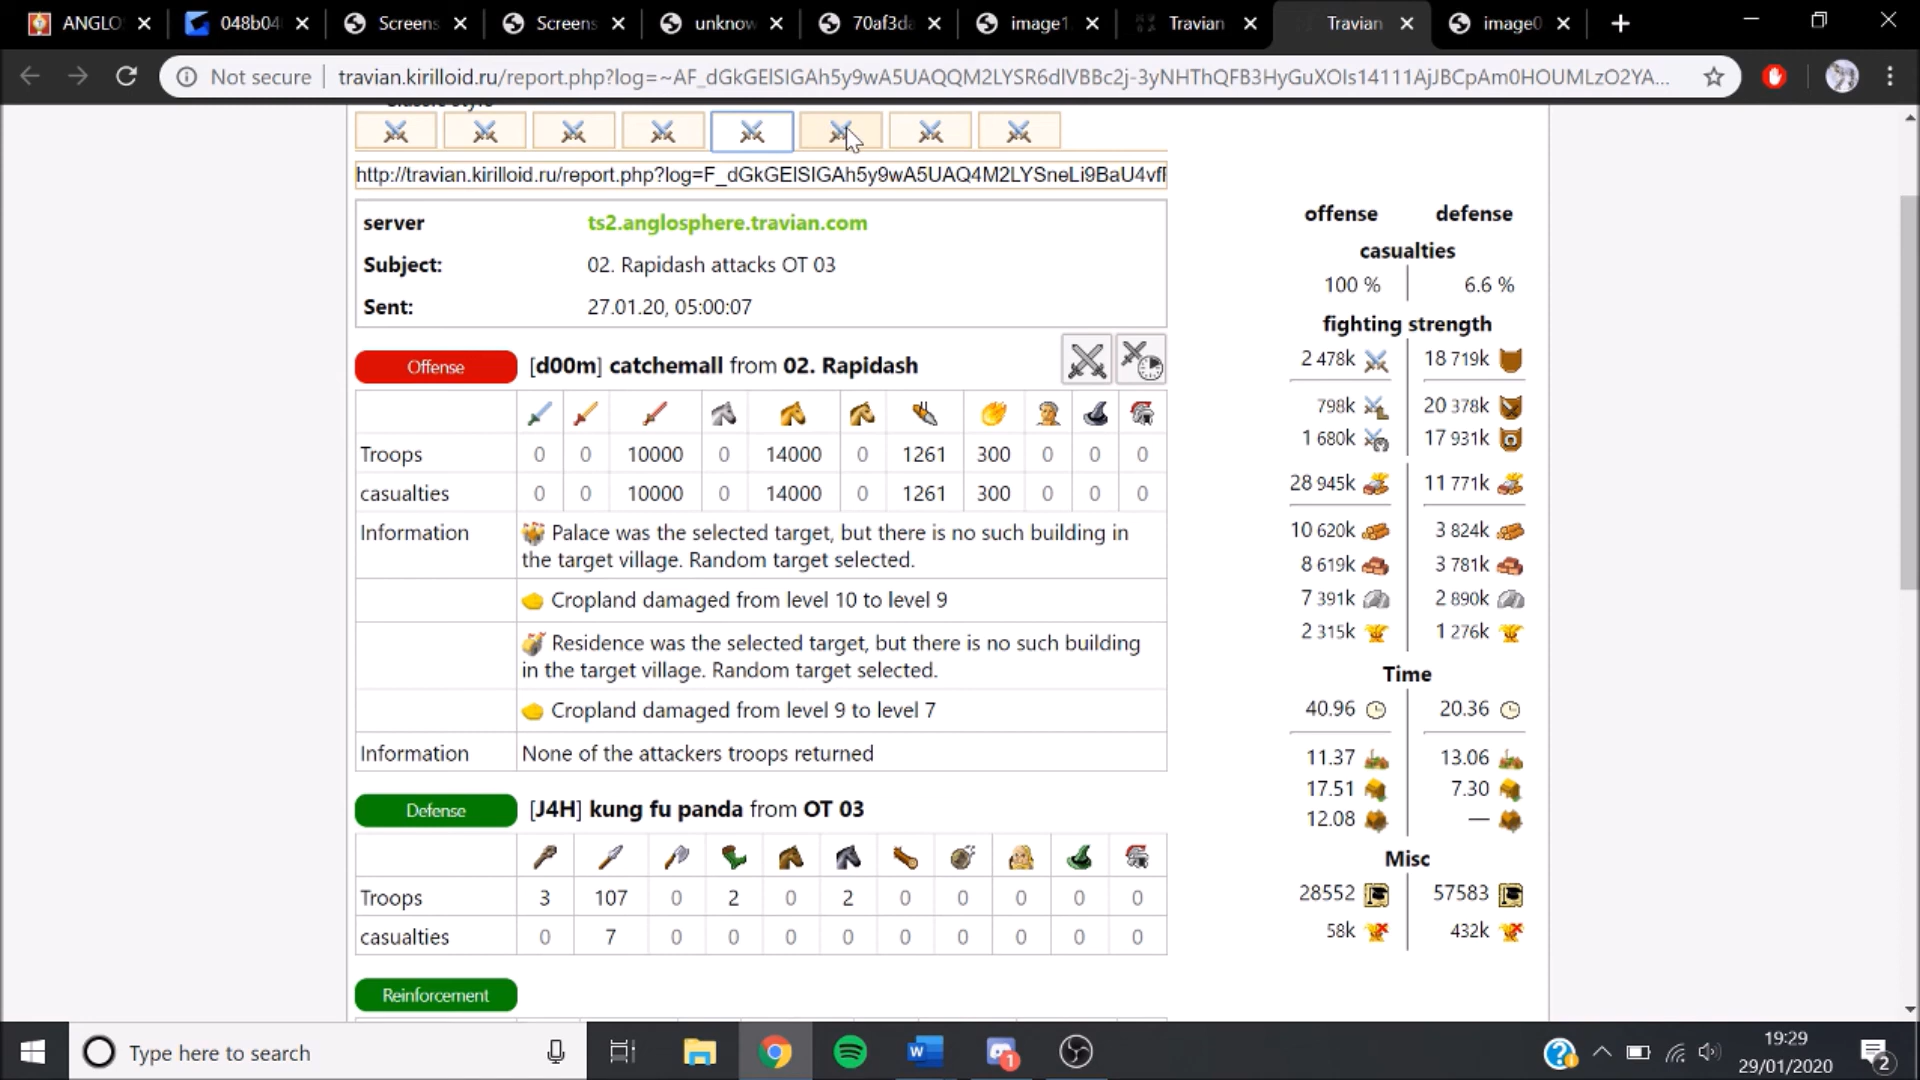 ANGLO
048b04
Screens
Screens
unknow
70af3da
image1
Travian
Travian
image0
Not secure
travian.kirilloid.ru/report.php?log=~AF_dGkGElSIGAh5y9wA5UAQQM2LYSR6dlVBBc2j-3yNHThQFB3HyGuXOIs14111AjJBCpAm0HOUMLzO2YA...
http://travian.kirilloid.ru/report.php?log=F_dGkGElSIGAh5y9wA5UAQ4M2LYSneLi9BaU4vf
server ts2.anglosphere.travian.com
Subject: 02. Rapidash attacks OT 03
Sent: 27.01.20, 05:00:07
Offense [d00m] catchemall from 02. Rapidash
Troops 0 0 10000 0 14000 0 1261 300 0 0 0
casualties 0 0 10000 0 14000 0 1261 300 0 0 0
Information Palace was the selected target, but there is no such building in
the target village. Random target selected.
Cropland damaged from level 10 to level 9
Residence was the selected target, but there is no such building
in the target village. Random target selected.
Cropland damaged from level 9 to level 7
Information None of the attackers troops returned
Defense [J4H] kung fu panda from OT 03
Troops 3 107 0 2 0 2 0 0 0 0 0
casualties 0 7 0 0 0 0 0 0 0 0 0
Reinforcement
offense defense
casualties
100 % 6.6 %
fighting strength
2 478k 18 719k
798k 20 378k
1 680k 17 931k
28 945k 11 771k
10 620k 3 824k
8 619k 3 781k
7 391k 2 890k
2 315k 1 276k
Time
40.96 20.36
11.37 13.06
17.51 7.30
12.08 —
Misc
28552 57583
58k 432k
Type here to search
1
19:29
29/01/2020
2